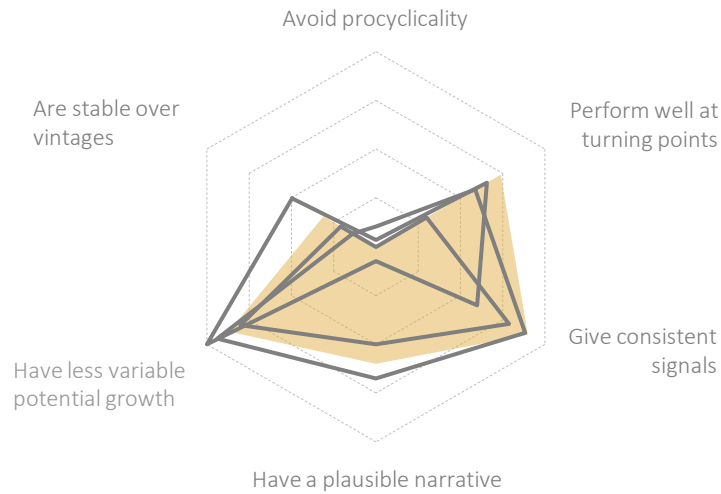 Avoid procyclicality
Are stable over
vintages
Perform well at
turning points
Give consistent
signals
Have less variable
potential growth
Have a plausible narrative